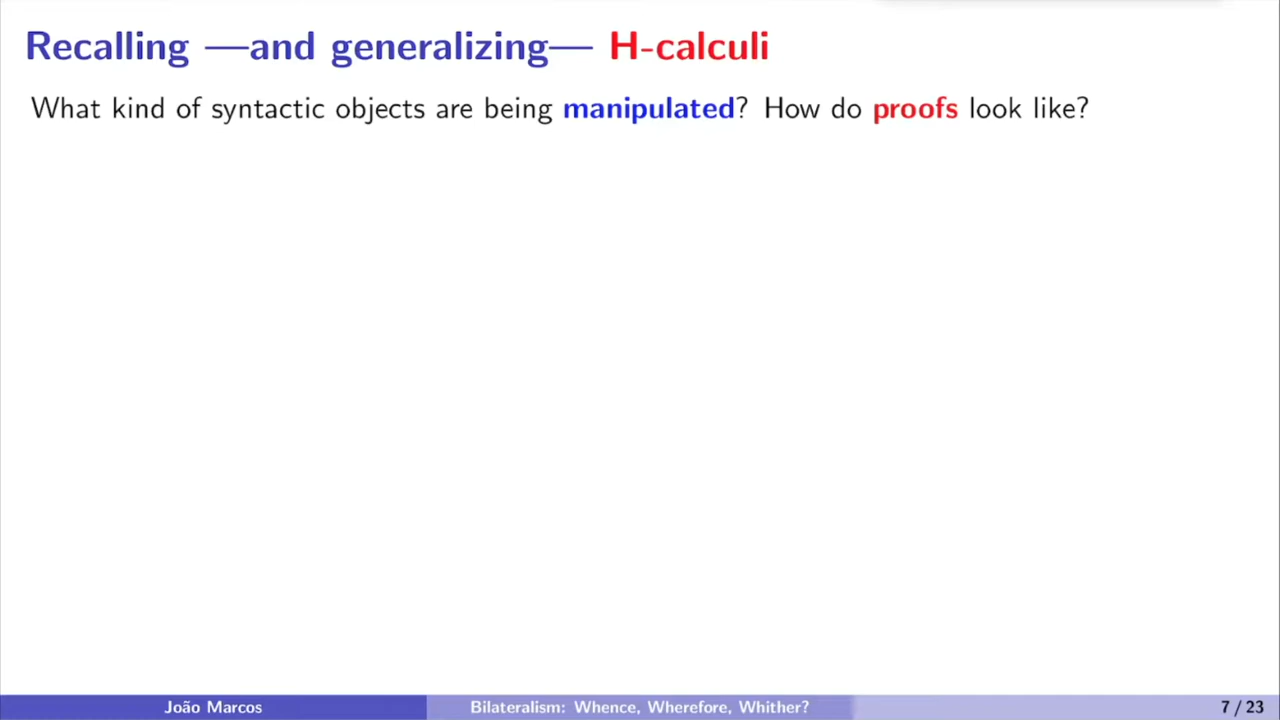 Recalling —and generalizing— H-calculi
What kind of syntactic objects are being manipulated? How do proofs look like?
João Marcos
Bilateralism: Whence, Wherefore, Whither?
7 / 23